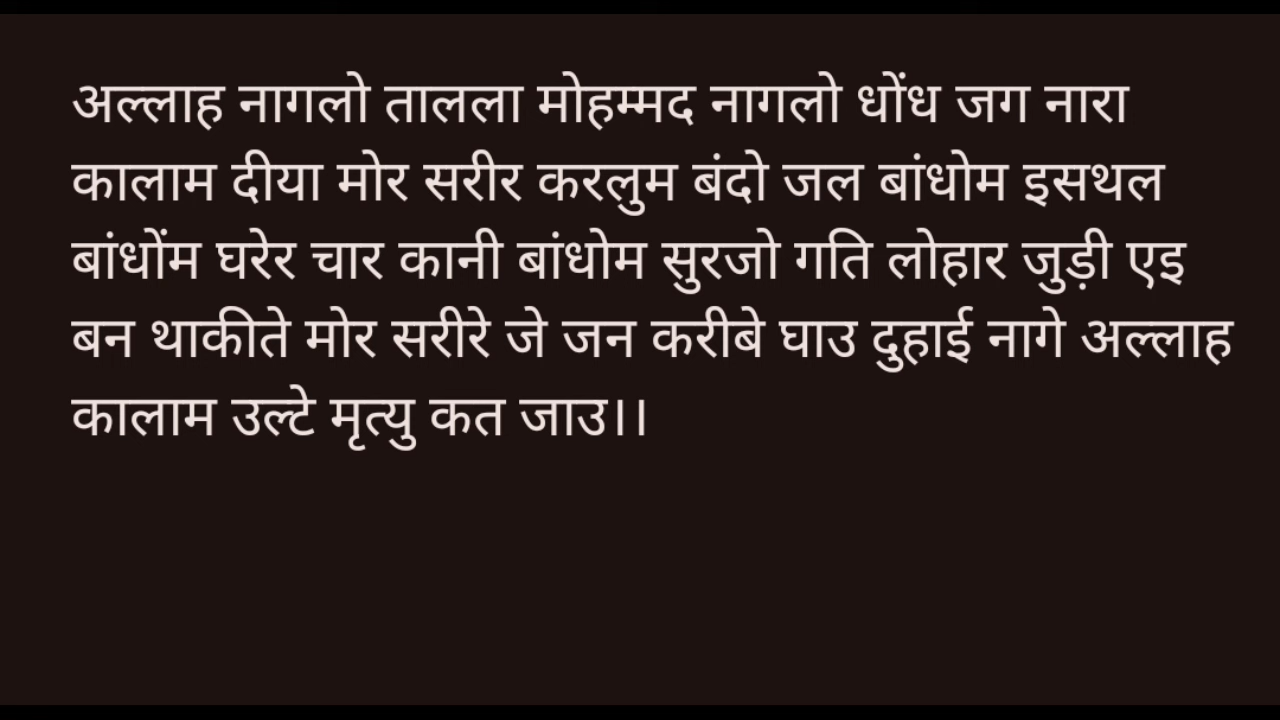 अल्लाह नागलो तालला मोहम्मद नागलो धोंध जग नारा
कालाम दीया मोर सरीर करलुम बंदो जल बांधोम इसथल
बांधोंम घरेर चार कानी बांधोम सुरजो गति लोहार जुड़ी एइ
बन थाकीते मोर सरीरे जे जन करीबे घाउ दुहाई नागे अल्लाह
कालाम उल्टे मृत्यु कत जाउ।।